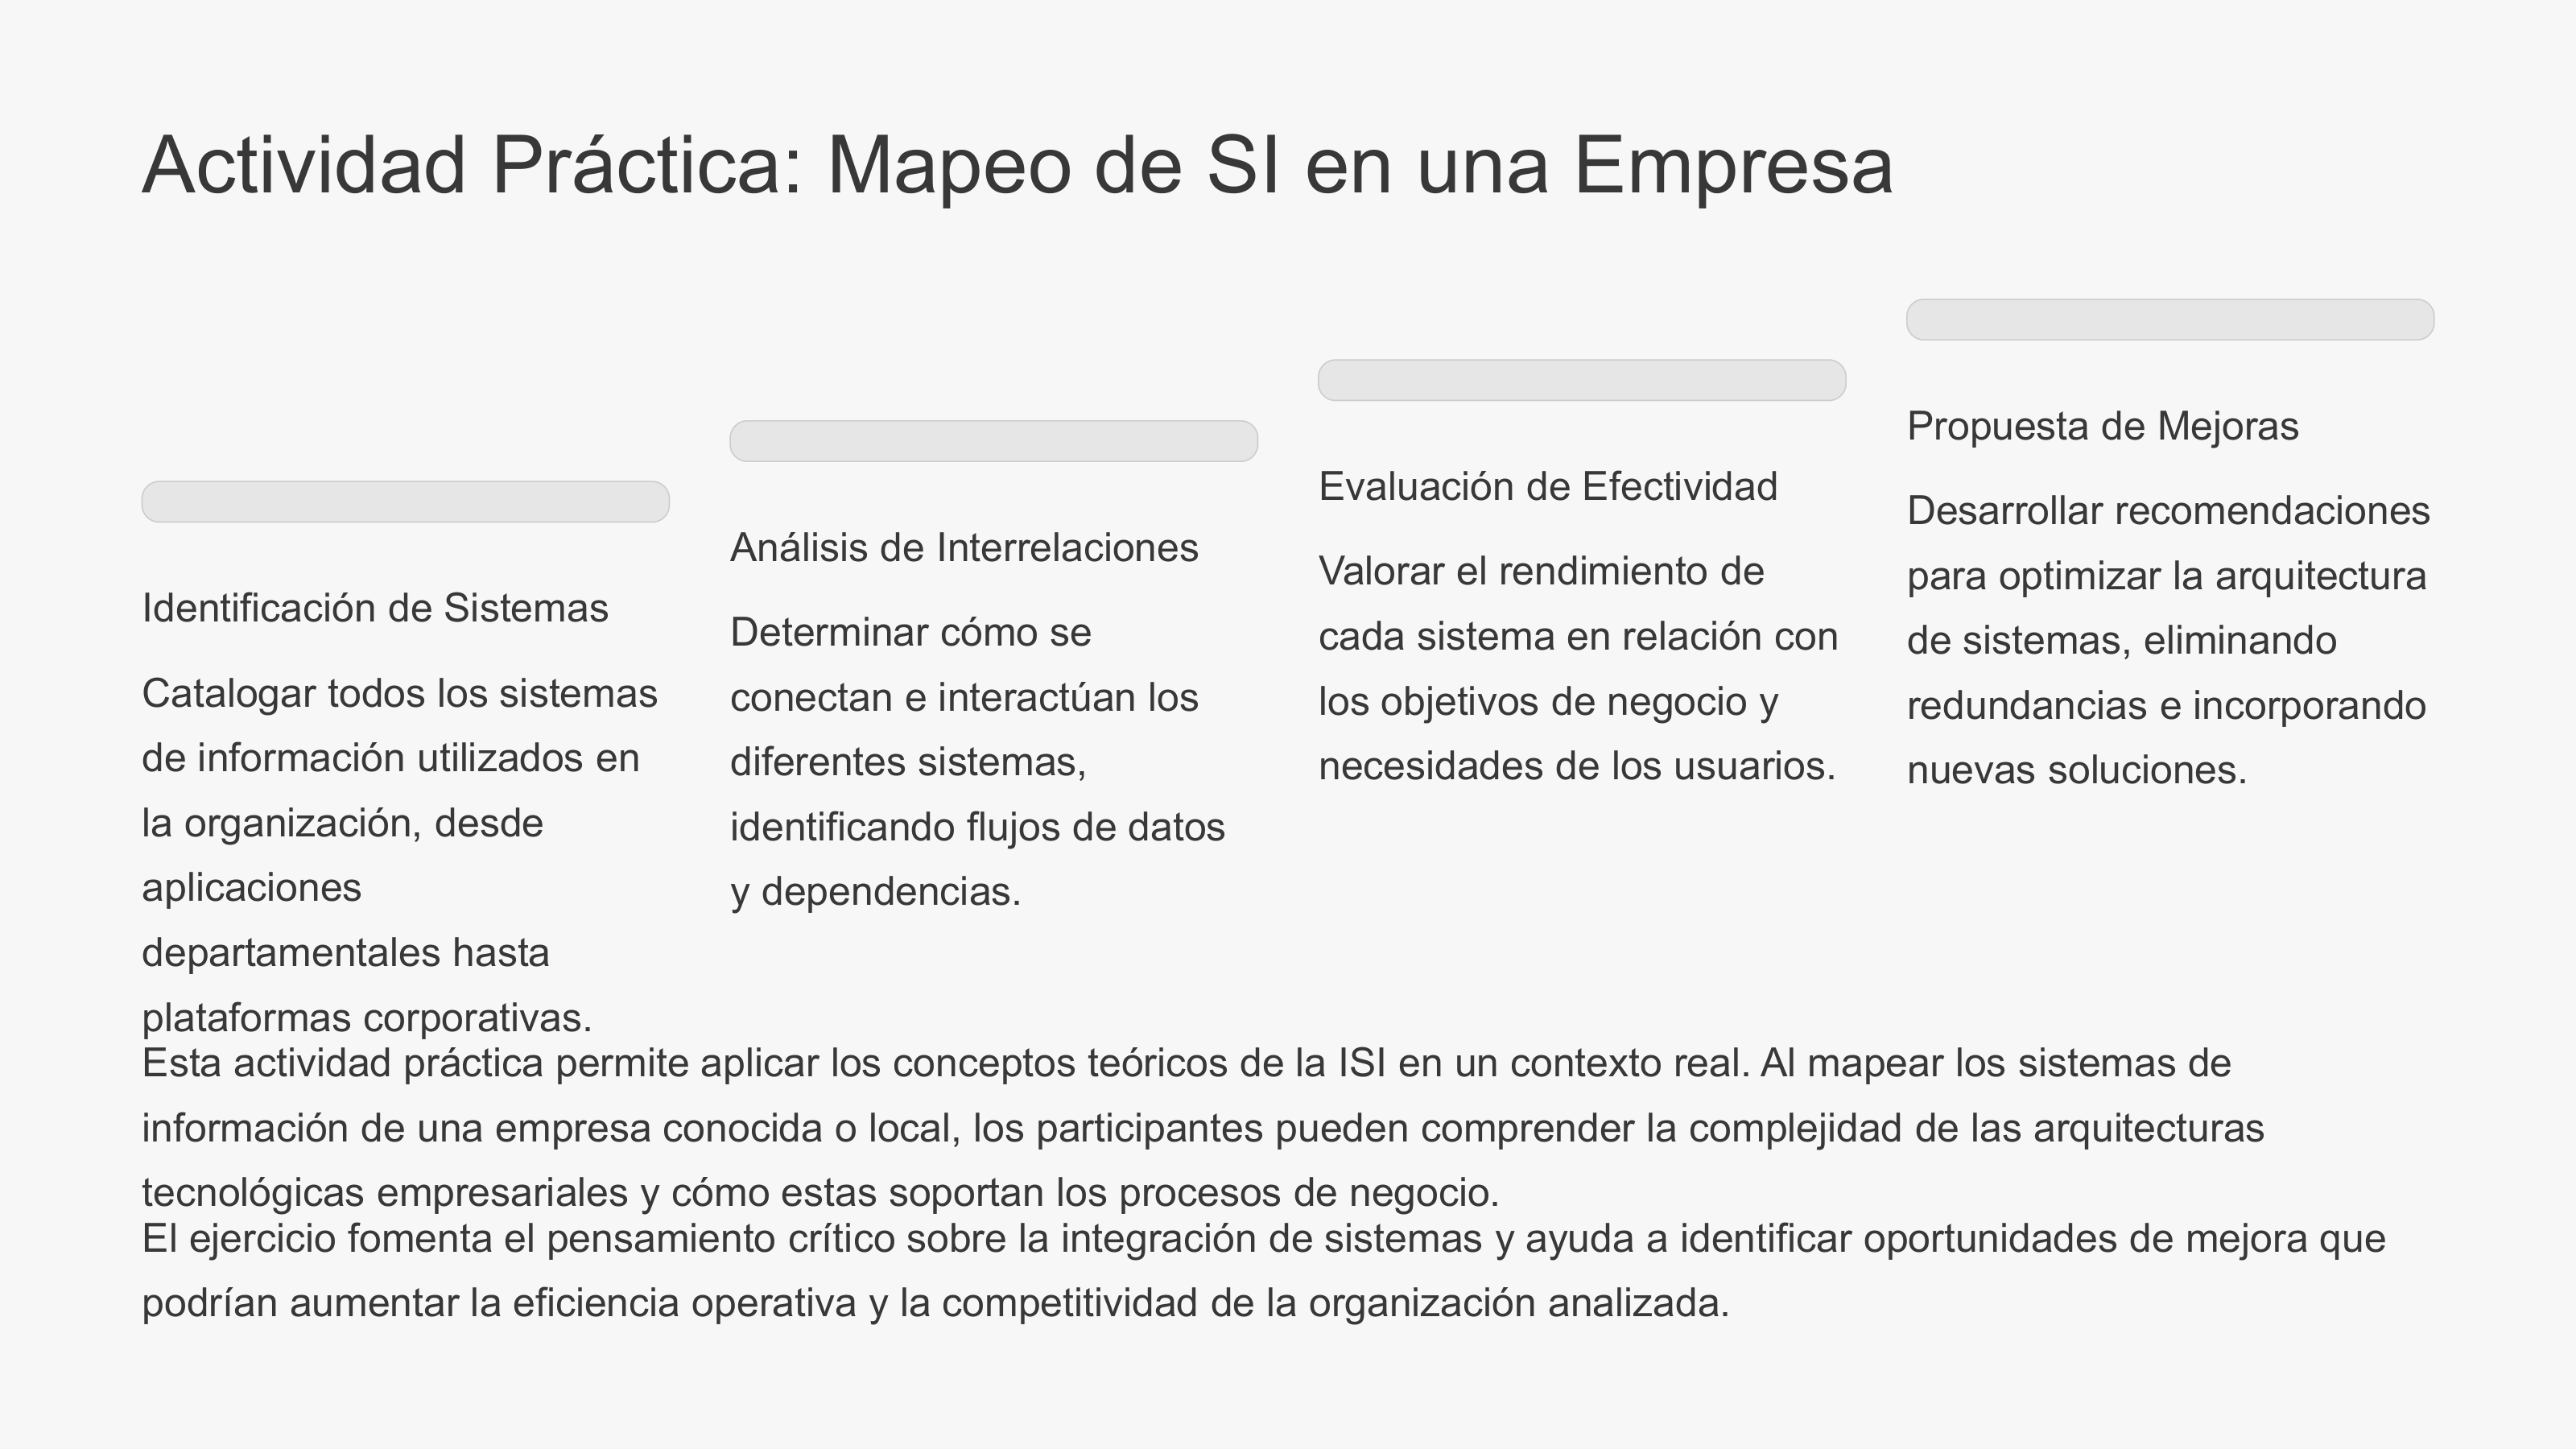 Actividad Práctica: Mapeo de SI en una Empresa
Identificación de Sistemas
Catalogar todos los sistemas
de información utilizados en
la organización, desde
aplicaciones
departamentales hasta
plataformas corporativas.
Análisis de Interrelaciones
Determinar cómo se
conectan e interactúan los
diferentes sistemas,
identificando flujos de datos
y dependencias.
Evaluación de Efectividad
Valorar el rendimiento de
cada sistema en relación con
los objetivos de negocio y
necesidades de los usuarios.
Propuesta de Mejoras
Desarrollar recomendaciones
para optimizar la arquitectura
de sistemas, eliminando
redundancias e incorporando
nuevas soluciones.
Esta actividad práctica permite aplicar los conceptos teóricos de la ISI en un contexto real. Al mapear los sistemas de
información de una empresa conocida o local, los participantes pueden comprender la complejidad de las arquitecturas
tecnológicas empresariales y cómo estas soportan los procesos de negocio.
El ejercicio fomenta el pensamiento crítico sobre la integración de sistemas y ayuda a identificar oportunidades de mejora que
podrían aumentar la eficiencia operativa y la competitividad de la organización analizada.